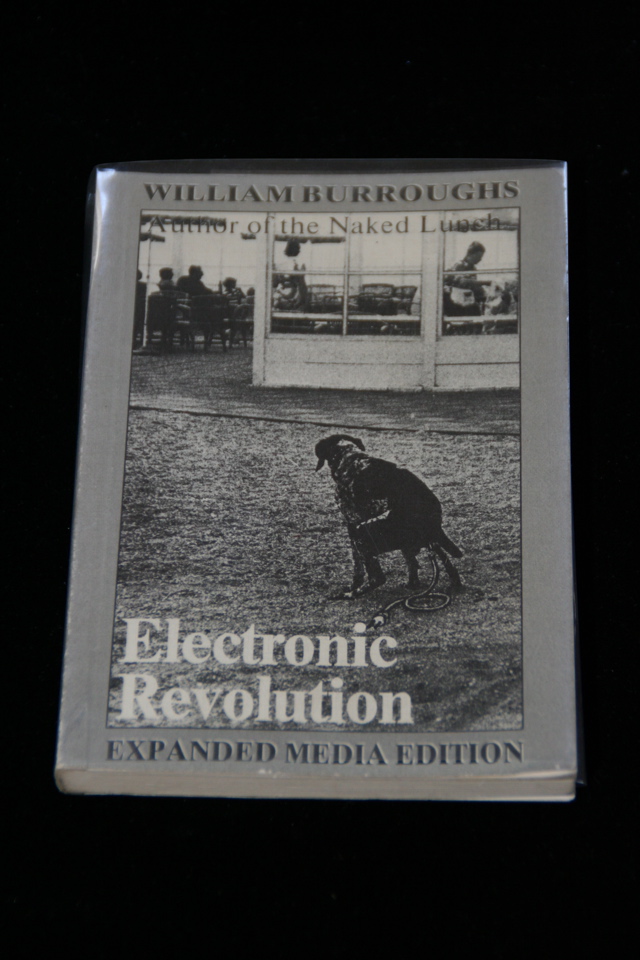 WILLIAM BURROUGHS
Author of the Naked Lunch
Electronic
Revolution
EXPANDED MEDIA EDITION